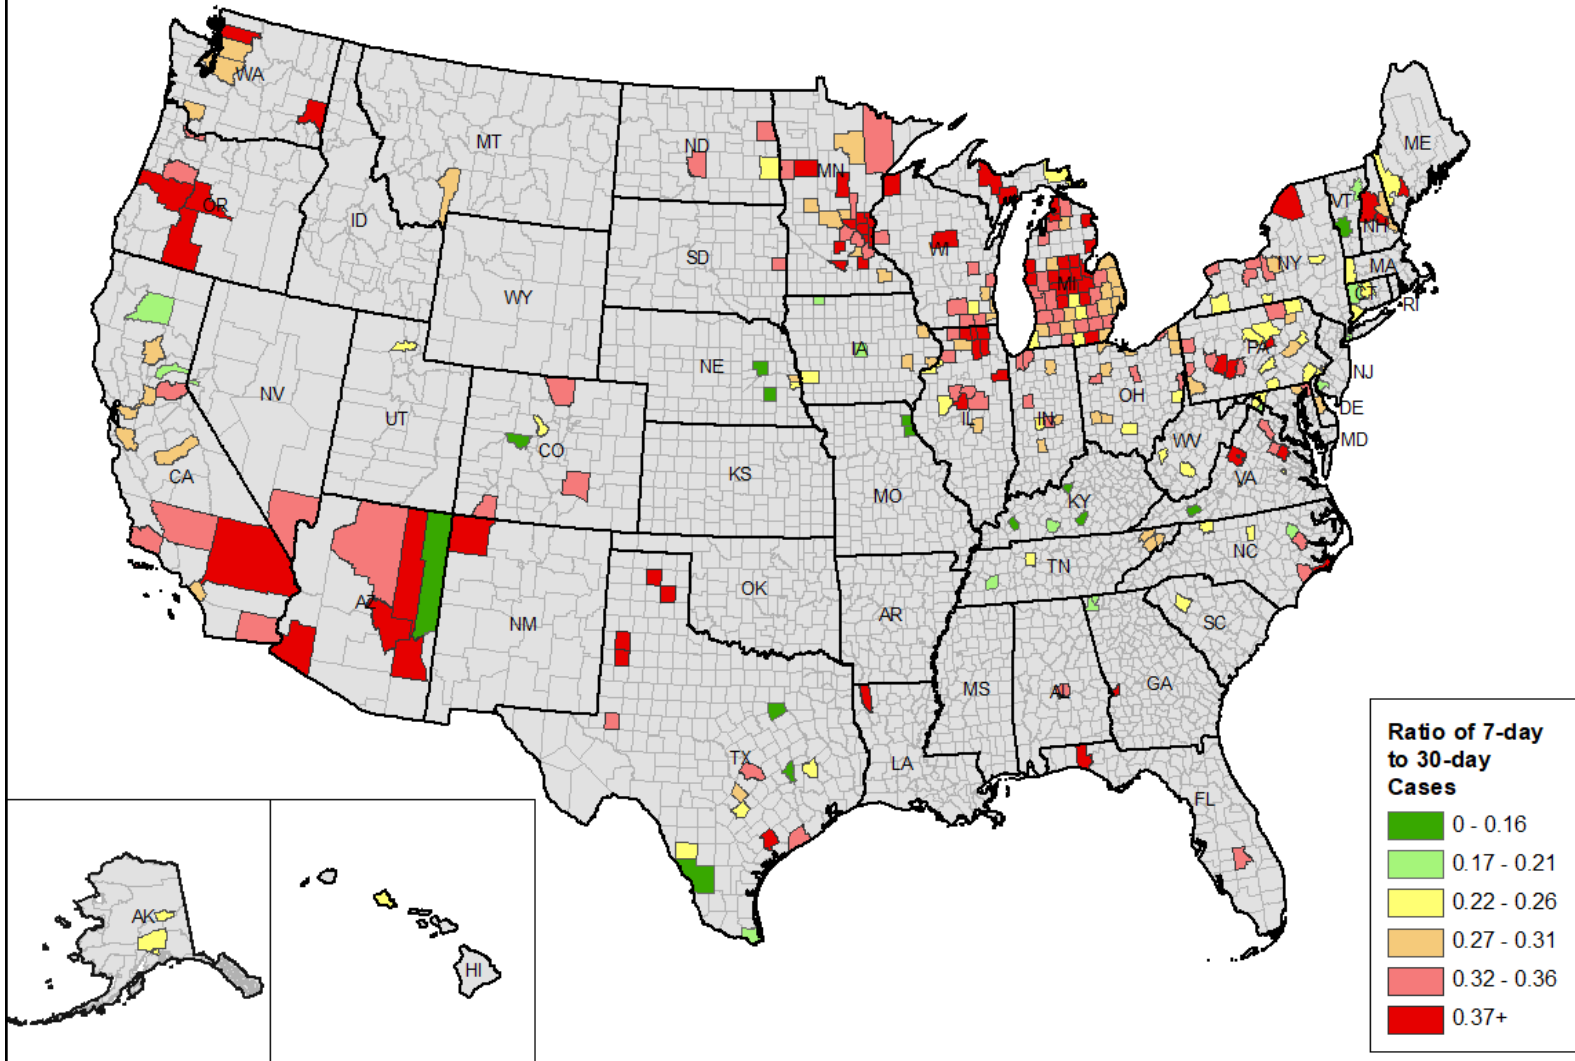 WA
MT
ND
MN
ME
VT
NH
OR
ID
WI
SD
MI
NY
MA
CT
RI
WY
IA
NE
PA
NJ
NV
UT
CO
IL
IN
OH
DE
MD
CA
KS
MO
WV
VA
KY
AZ
NM
OK
AR
TN
NC
SC
MS
AL
GA
TX
LA
FL
AK
HI
Ratio of 7-day
to 30-day
Cases
0 - 0.16
0.17 - 0.21
0.22 - 0.26
0.27 - 0.31
0.32 - 0.36
0.37+